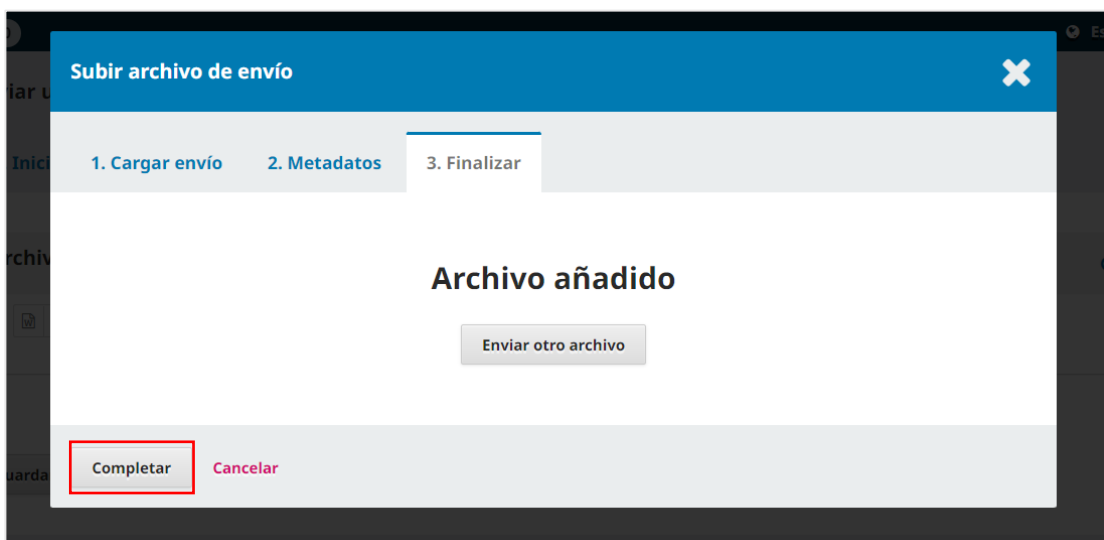 Subir archivo de envío
1. Cargar envío 2. Metadatos 3. Finalizar
Archivo añadido
Enviar otro archivo
Completar Cancelar